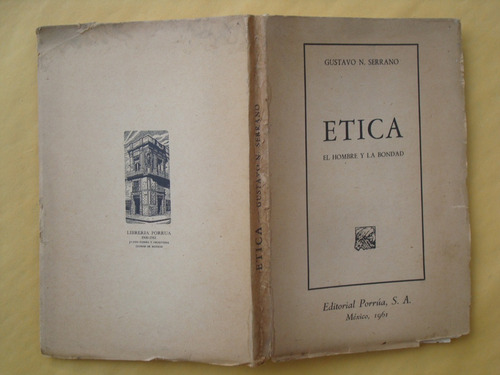 GUSTAVO N. SERRANO
ETICA
EL HOMBRE Y LA BONDAD
Editorial Porrúa, S. A.
México, 1961
ETICA GUSTAVO N. SERRANO
LIBRERIA PORRUA